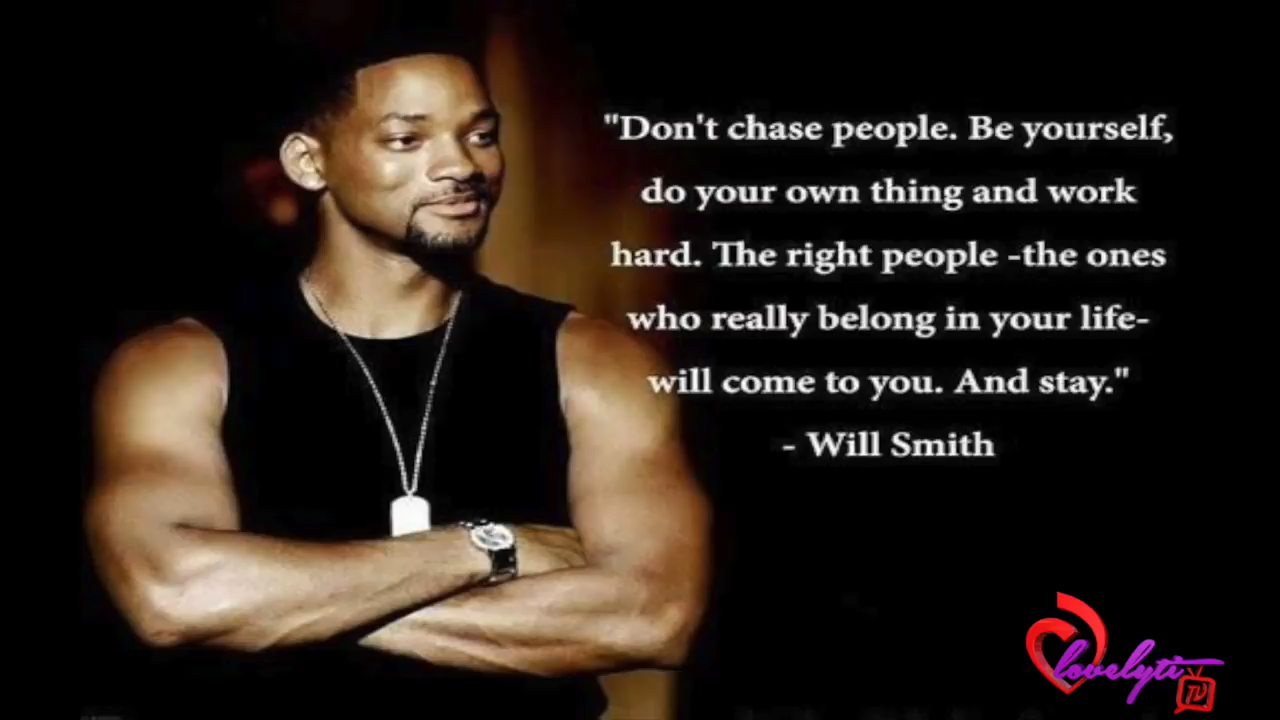 "Don't chase people. Be yourself,
do your own thing and work
hard. The right people -the ones
who really belong in your life-
will come to you. And stay."
- Will Smith
lovelyti
TV